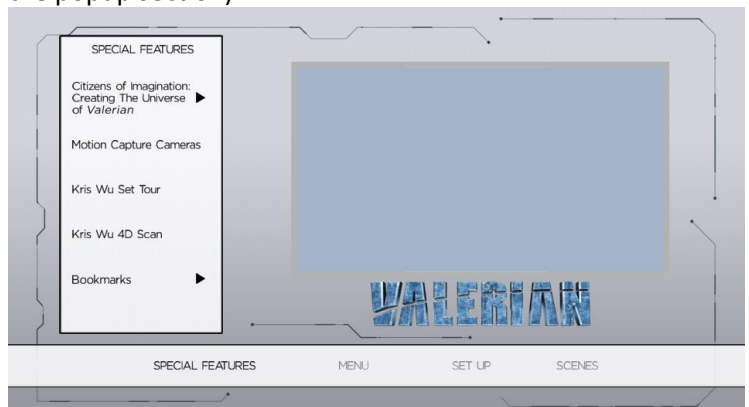 SPECIAL FEATURES
Citizens of Imagination:
Creating The Universe
of Valerian
Motion Capture Cameras
Kris Wu Set Tour
Kris Wu 4D Scan
Bookmarks
VALERIAN
SPECIAL FEATURES MENU SET UP SCENES